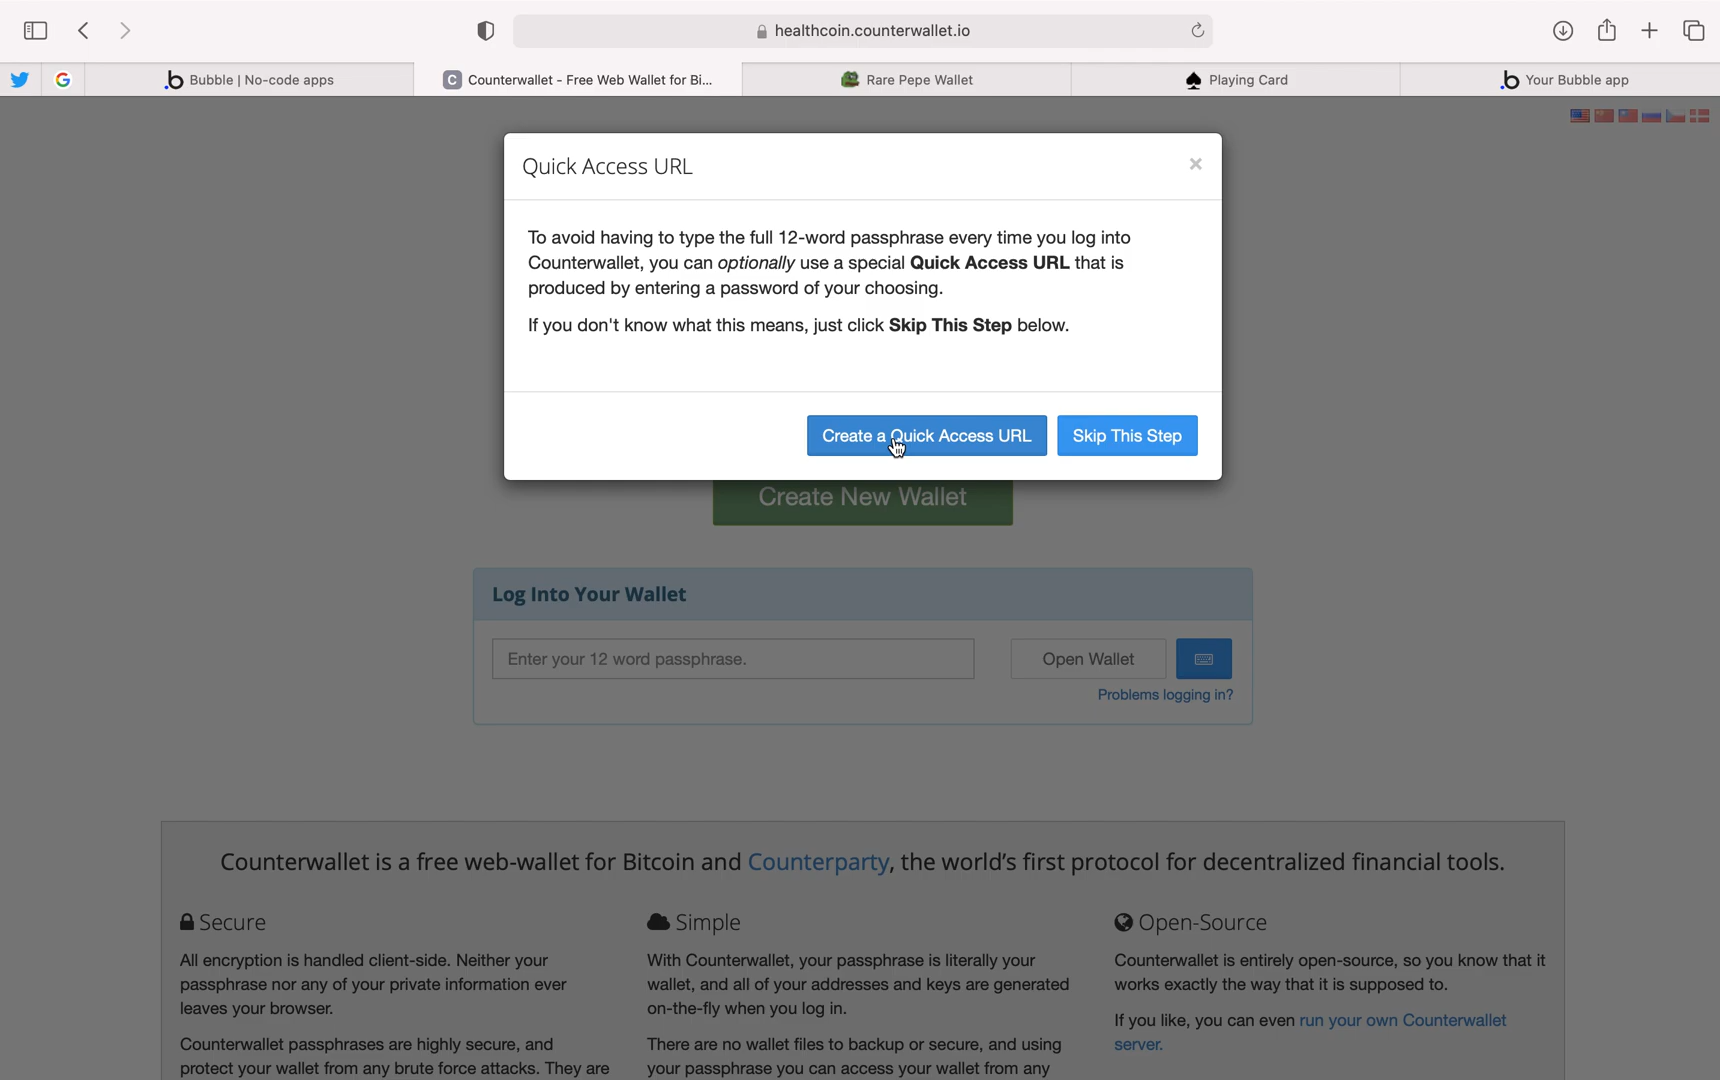 healthcoin.counterwallet.io
Bubble | No-code apps
C Counterwallet - Free Web Wallet for Bi...
Rare Pepe Wallet
Playing Card
Your Bubble app
Quick Access URL
×
To avoid having to type the full 12-word passphrase every time you log into
Counterwallet, you can optionally use a special Quick Access URL that is
produced by entering a password of your choosing.
If you don't know what this means, just click Skip This Step below.
Create a Quick Access URL
Skip This Step
Create New Wallet
Log Into Your Wallet
Enter your 12 word passphrase.
Open Wallet
Problems logging in?
Counterwallet is a free web-wallet for Bitcoin and Counterparty, the world's first protocol for decentralized financial tools.
Secure
All encryption is handled client-side. Neither your
passphrase nor any of your private information ever
leaves your browser.
Counterwallet passphrases are highly secure, and
protect your wallet from any brute force attacks. They are
Simple
With Counterwallet, your passphrase is literally your
wallet, and all of your addresses and keys are generated
on-the-fly when you log in.
There are no wallet files to backup or secure, and using
your passphrase you can access your wallet from any
Open-Source
Counterwallet is entirely open-source, so you know that it
works exactly the way that it is supposed to.
If you like, you can even run your own Counterwallet
server.